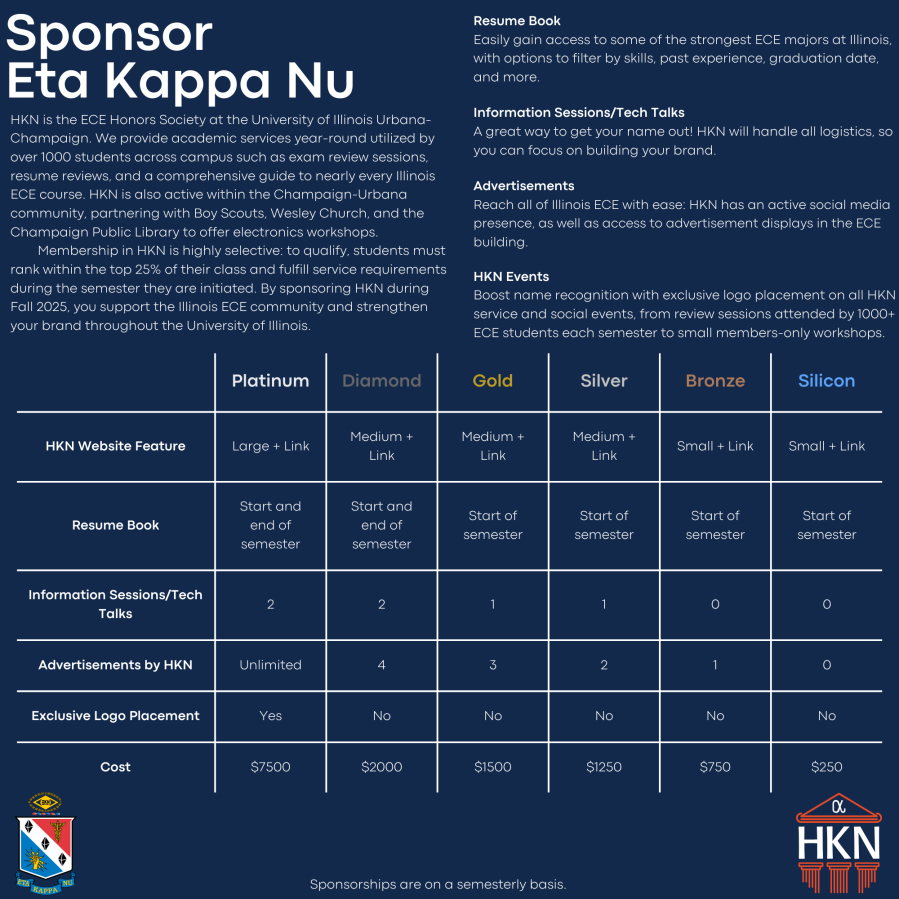 Sponsor
Eta Kappa Nu
HKN is the ECE Honors Society at the University of Illinois Urbana-
Champaign. We provide academic services year-round utilized by
over 1000 students across campus such as exam review sessions,
resume reviews, and a comprehensive guide to nearly every Illinois
ECE course. HKN is also active within the Champaign-Urbana
community, partnering with Boy Scouts, Wesley Church, and the
Champaign Public Library to offer electronics workshops.
Membership in HKN is highly selective: to qualify, students must
rank within the top 25% of their class and fulfill service requirements
during the semester they are initiated. By sponsoring HKN during
Fall 2025, you support the Illinois ECE community and strengthen
your brand throughout the University of Illinois.
Resume Book
Easily gain access to some of the strongest ECE majors at Illinois,
with options to filter by skills, past experience, graduation date,
and more.
Information Sessions/Tech Talks
A great way to get your name out! HKN will handle all logistics, so
you can focus on building your brand.
Advertisements
Reach all of Illinois ECE with ease: HKN has an active social media
presence, as well as access to advertisement displays in the ECE
building.
HKN Events
Boost name recognition with exclusive logo placement on all HKN
service and social events, from review sessions attended by 1000+
ECE students each semester to small members-only workshops.
Platinum Diamond Gold Silver Bronze Silicon
HKN Website Feature Large + Link Medium + Link Medium + Link Medium + Link Small + Link Small + Link
Resume Book Start and end of semester Start and end of semester Start of semester Start of semester Start of semester Start of semester
Information Sessions/Tech Talks 2 2 1 1 0 0
Advertisements by HKN Unlimited 4 3 2 1 0
Exclusive Logo Placement Yes No No No No No
Cost $7500 $2000 $1500 $1250 $750 $250
ETA KAPPA NU
α
HKN
Sponsorships are on a semesterly basis.